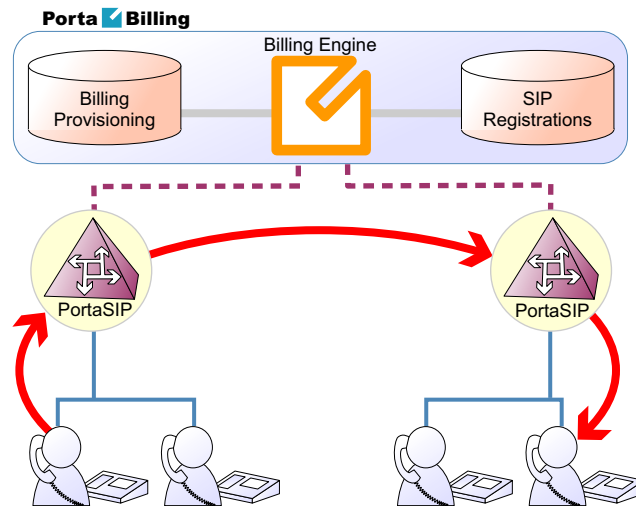 Porta Billing
Billing Engine
Billing
Provisioning
SIP
Registrations
PortaSIP
PortaSIP